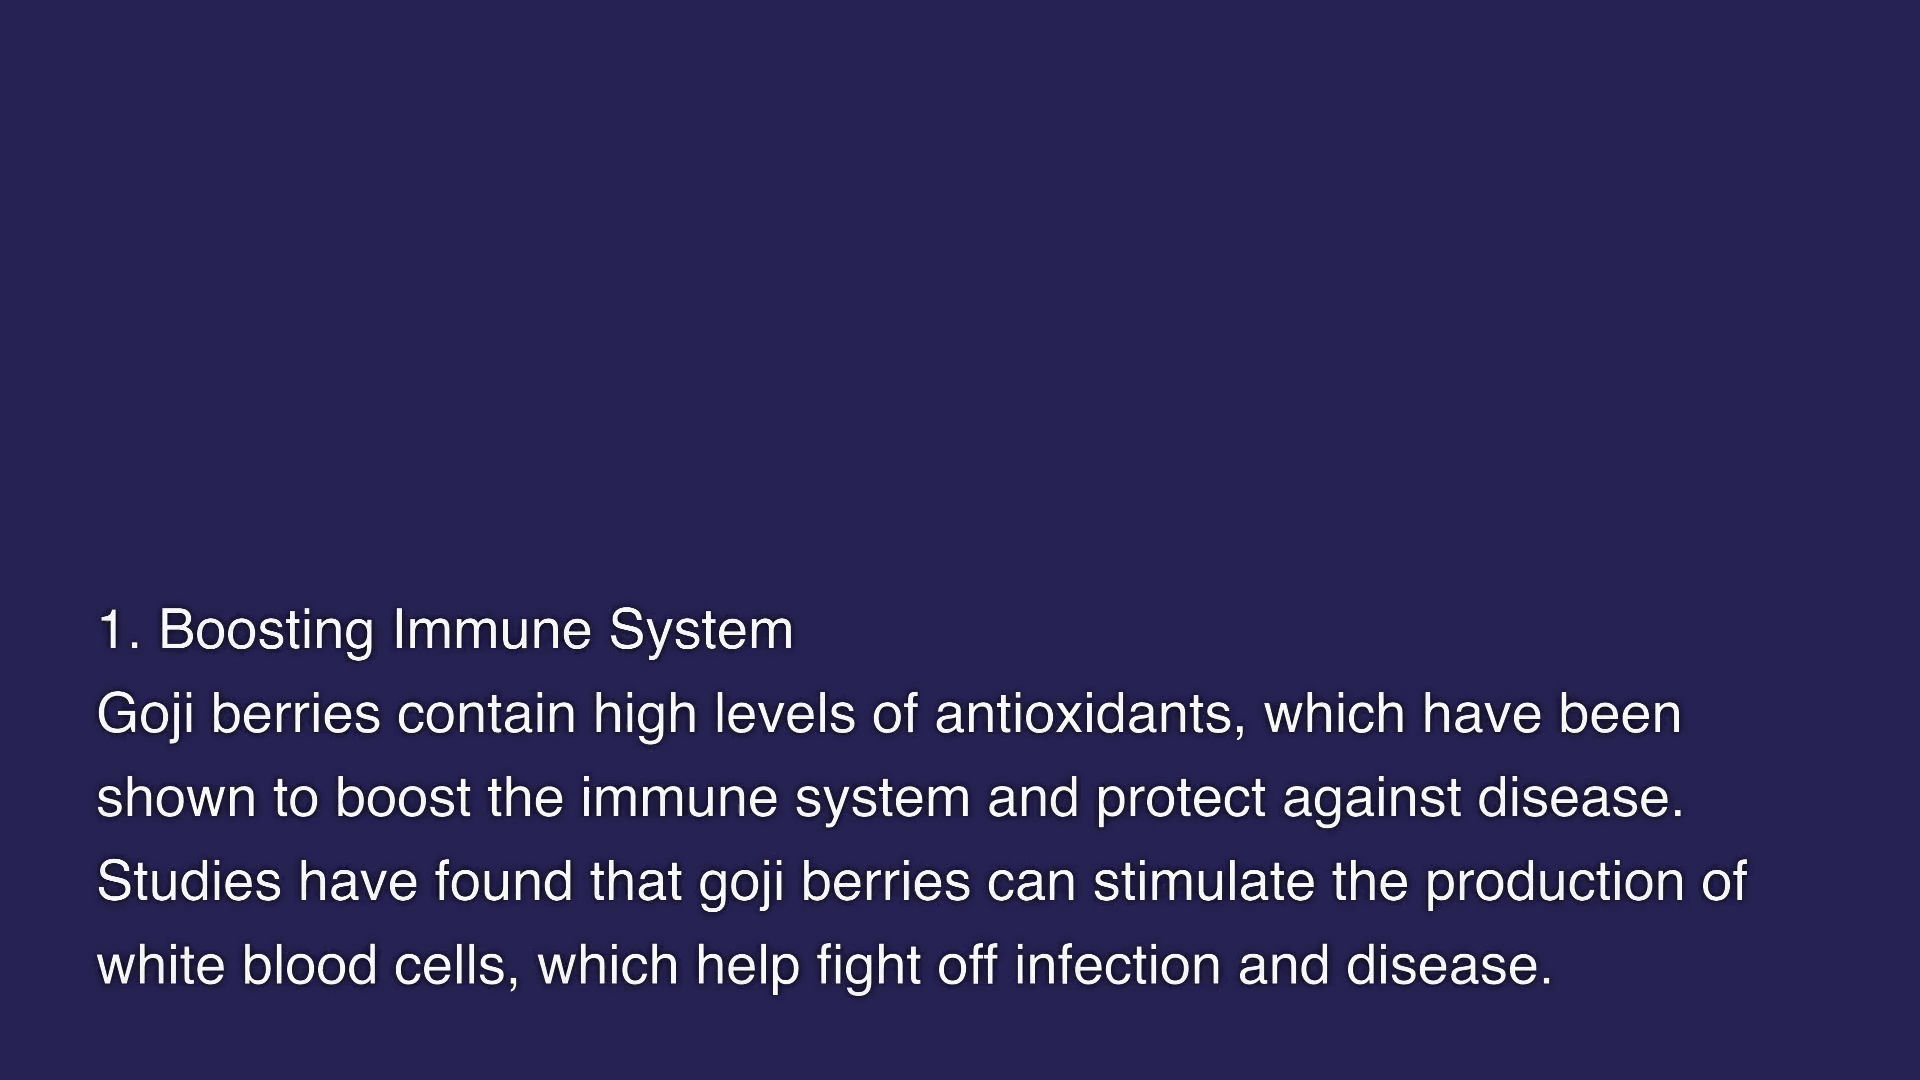 1. Boosting Immune System
Goji berries contain high levels of antioxidants, which have been
shown to boost the immune system and protect against disease.
Studies have found that goji berries can stimulate the production of
white blood cells, which help fight off infection and disease.